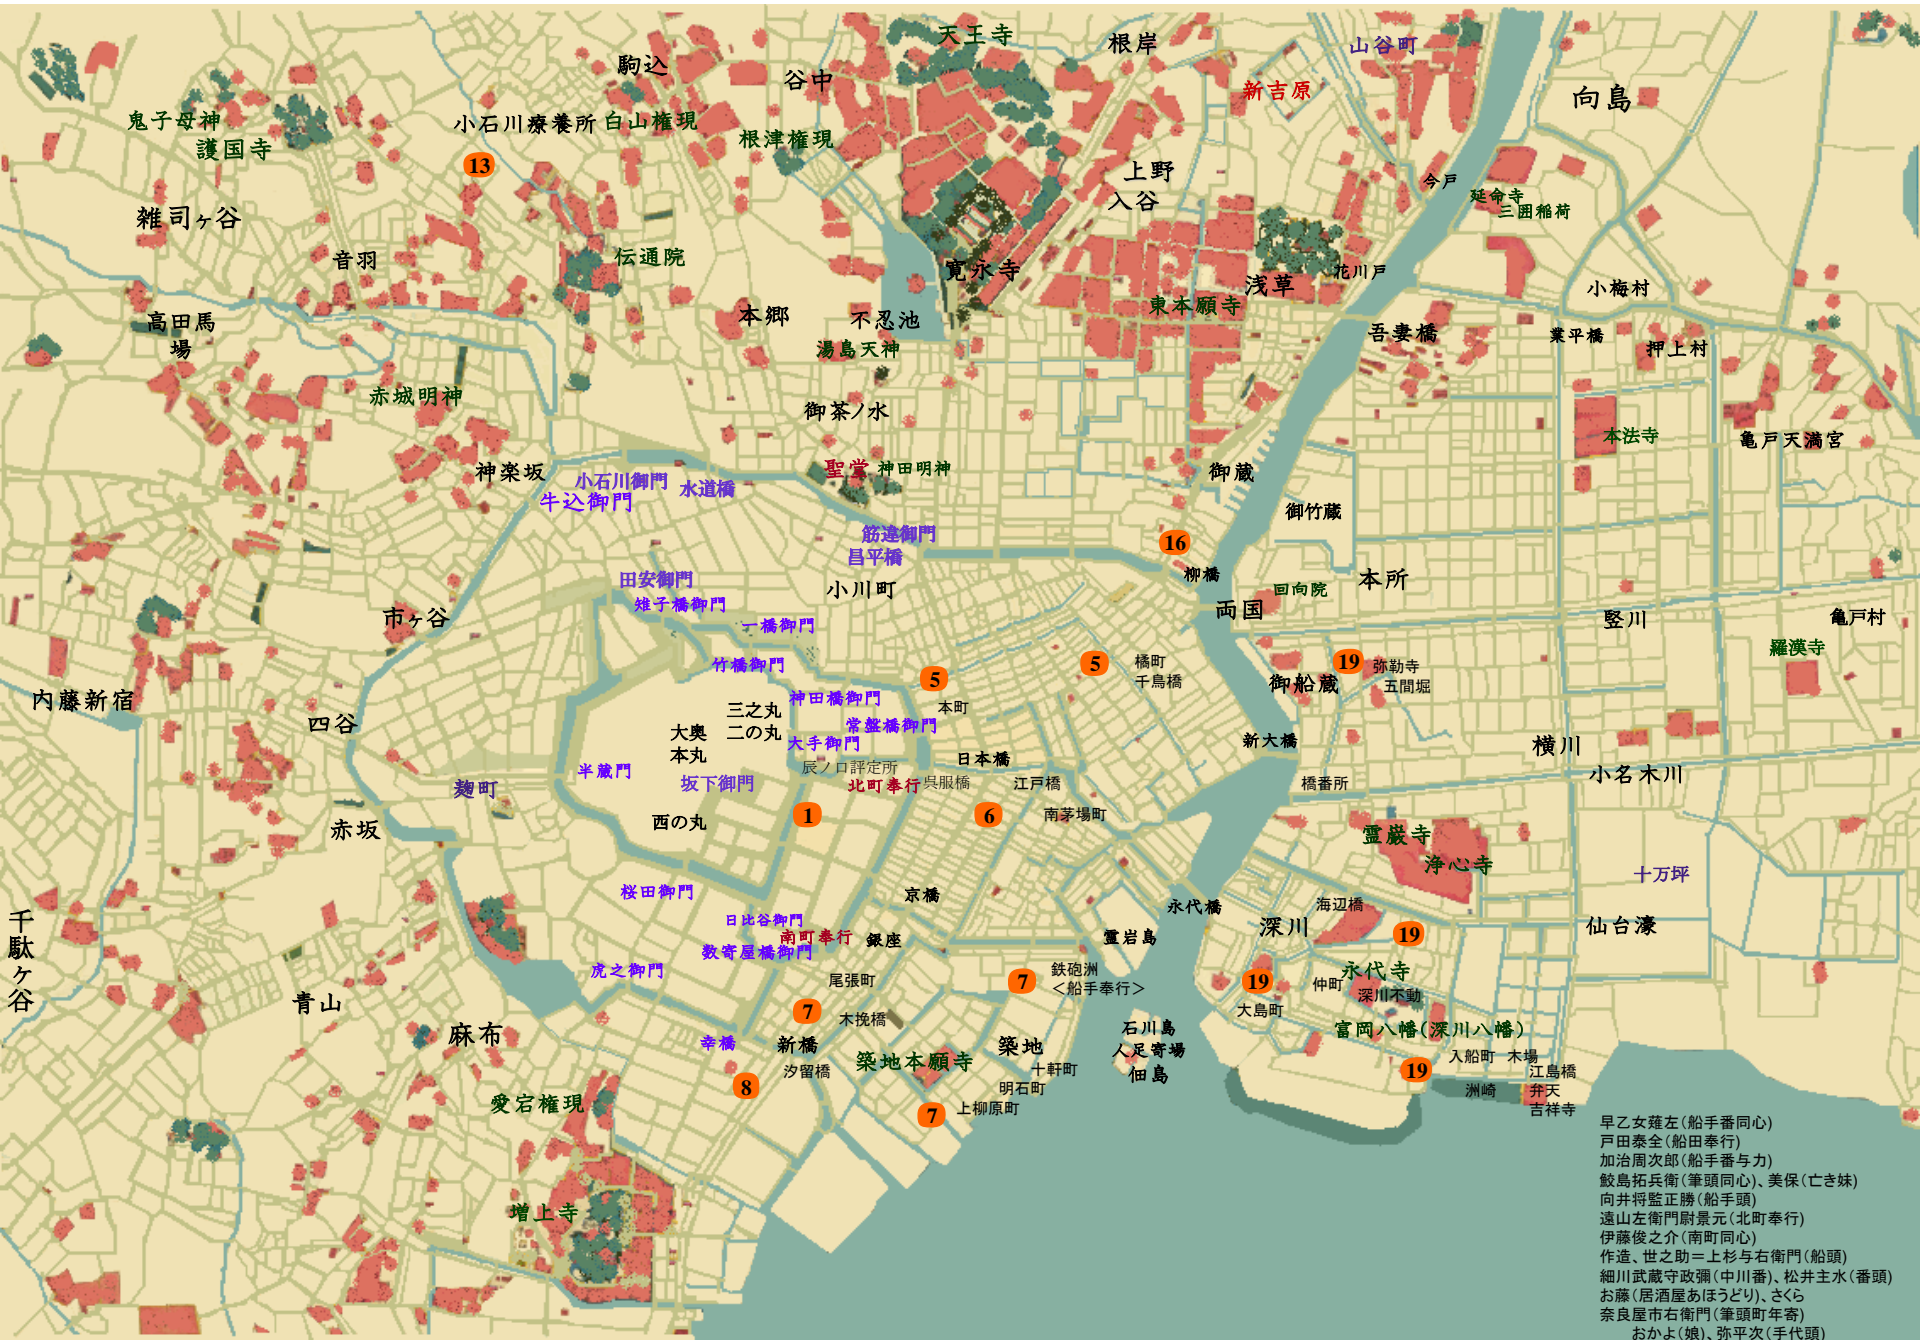 天王寺
根岸
山谷町
駒込
谷中
新吉原
向島
鬼子母神
小石川療養所
白山権現
護国寺
根津権現
13
上野
入谷
今戸
延命寺
三囲稲荷
雑司ヶ谷
音羽
伝通院
寛永寺
浅草
花川戸
小梅村
東本願寺
高田馬
場
本郷
不忍池
吾妻橋
業平橋
押上村
湯島天神
赤城明神
御茶ノ水
本法寺
亀戸天満宮
神楽坂
小石川御門
水道橋
聖堂
神田明神
御蔵
牛込御門
御竹蔵
筋違御門
昌平橋
16
柳橋
田安御門
小川町
両国
回向院
本所
雉子橋御門
市ヶ谷
一橋御門
竪川
亀戸村
羅漢寺
竹橋御門
5
5
橘町
千鳥橋
19
弥勒寺
五間堀
御船蔵
内藤新宿
四谷
神田橋御門
三之丸
二の丸
本町
大奥
本丸
常盤橋御門
大手御門
新大橋
横川
日本橋
半蔵門
辰ノ口評定所
坂下御門
北町奉行
呉服橋
江戸橋
橋番所
小名木川
麹町
1
6
南茅場町
赤坂
西の丸
霊巌寺
浄心寺
十万坪
桜田御門
京橋
永代橋
海辺橋
千駄ヶ谷
日比谷御門
南町奉行
銀座
霊岩島
深川
19
仙台濠
数寄屋橋御門
虎之御門
尾張町
7
鉄砲洲
＜船手奉行＞
19
永代寺
仲町
深川不動
大島町
青山
7
木挽橋
麻布
幸橋
新橋
石川島
人足寄場
佃島
富岡八幡（深川八幡）
築地
築地本願寺
汐留橋
入船町
木場
十軒町
19
江島橋
8
明石町
洲崎
弁天
吉祥寺
愛宕権現
7
上柳原町
増上寺
早乙女薙左（船手番同心）
戸田泰全（船田奉行）
加治周次郎（船手番与力）
鮫島拓兵衛（筆頭同心）、美保（亡き妹）
向井将監正勝（船手頭）
遠山左衛門尉景元（北町奉行）
伊藤俊之介（南町同心）
作造、世之助＝上杉与右衛門（船頭）
細川武蔵守政彌（中川番）、松井主水（番頭）
お藤（居酒屋あほうどり）、さくら
奈良屋市右衛門（筆頭町年寄）
おかよ（娘）、弥平次（手代頭）